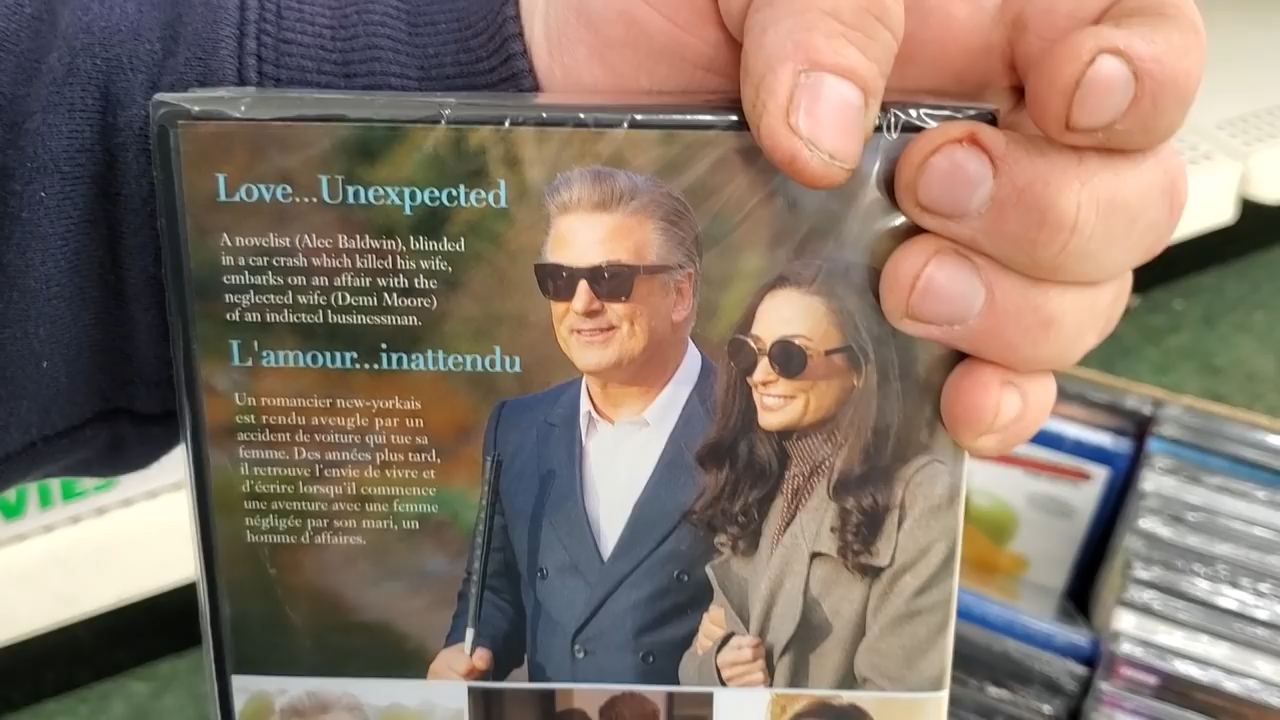 Love...Unexpected
A novelist (Alec Baldwin), blinded
in a car crash which killed his wife,
embarks on an affair with the
neglected wife (Demi Moore)
of an indicted businessman.
L'amour...inattendu
Un romancier new-yorkais
est rendu aveugle par un
accident de voiture qui tue sa
femme. Des années plus tard,
il retrouve l'envie de vivre et
d'écrire lorsqu'il commence
une aventure avec une femme
négligée par son mari, un
homme d'affaires.